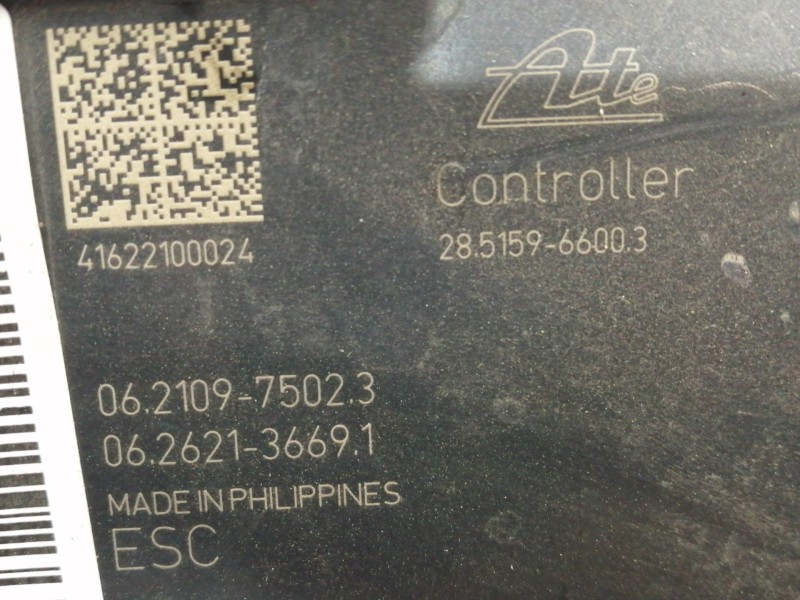 Ate
Controller
41622100024
28.5159-6600.3
06.2109-7502.3
06.2621-3669.1
MADE IN PHILIPPINES
ESC